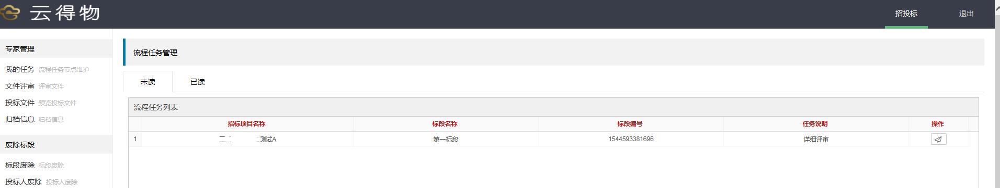 云得物
招投标 退出
专家管理
我的任务 流程任务节点维护
文件评审 评审文件
投标文件 预览投标文件
归档信息 归档信息
废除标段
标段废除 标段废除
投标人废除 投标人废除
流程任务管理
未读 已读
流程任务列表
招标项目名称 标段名称 标段编号 任务说明 操作
1 测试A 第一标段 1544593381696 详细评审